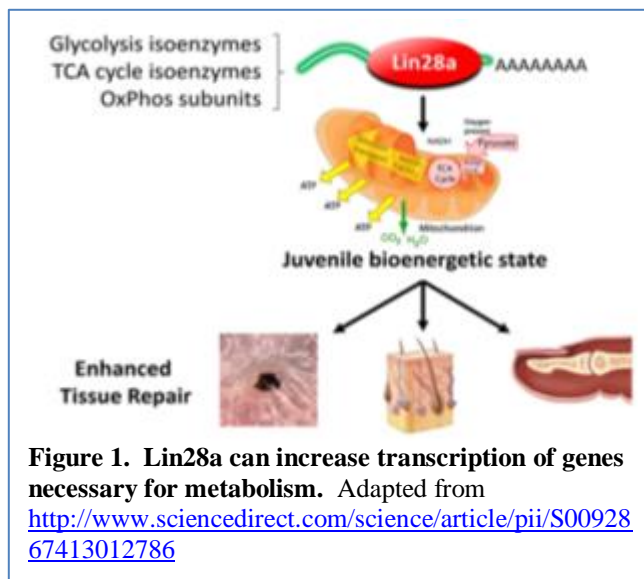 Glycolysis isoenzymes
TCA cycle isoenzymes
OxPhos subunits
Lin28a
AAAAAAAA
NADH
Pyruvate
TCA
Cycle
ATP
ATP
ATP
Mitochondrion
CO₂ H₂O
Juvenile bioenergetic state
Enhanced
Tissue Repair
Figure 1. Lin28a can increase transcription of genes
necessary for metabolism. Adapted from
http://www.sciencedirect.com/science/article/pii/S00928
67413012786